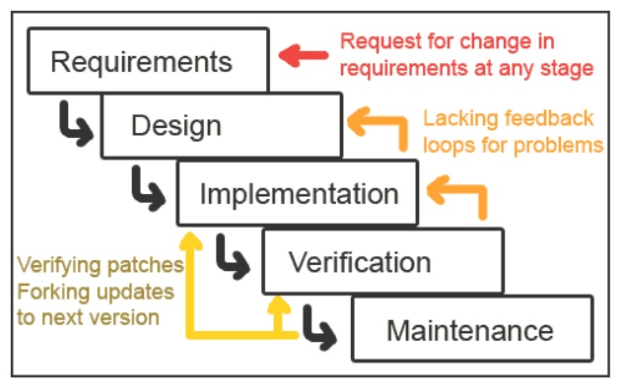 Requirements
Request for change in
requirements at any stage
Design
Lacking feedback
loops for problems
Implementation
Verifying patches
Forking updates
to next version
Verification
Maintenance